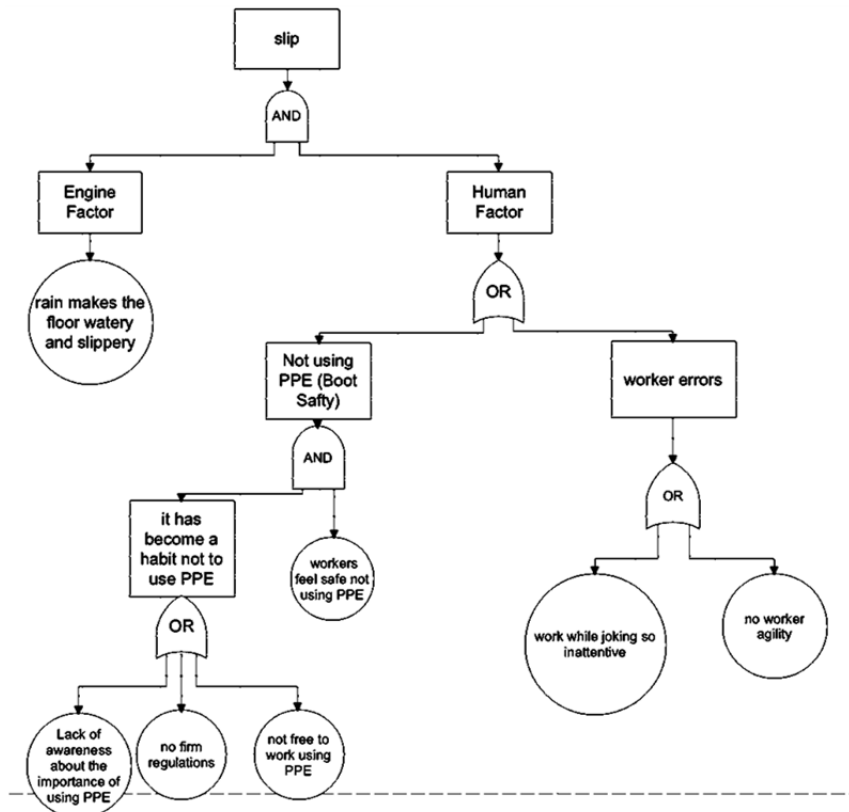 slip
AND
Engine
Factor
Human
Factor
rain makes the
floor watery
and slippery
OR
Not using
PPE (Boot
Safty)
worker errors
AND
OR
it has
become a
habit not to
use PPE
workers
feel safe not
using PPE
OR
work while joking so
inattentive
no worker
agility
Lack of
awareness
about the
importance of
using PPE
no firm
regulations
not free to
work using
PPE